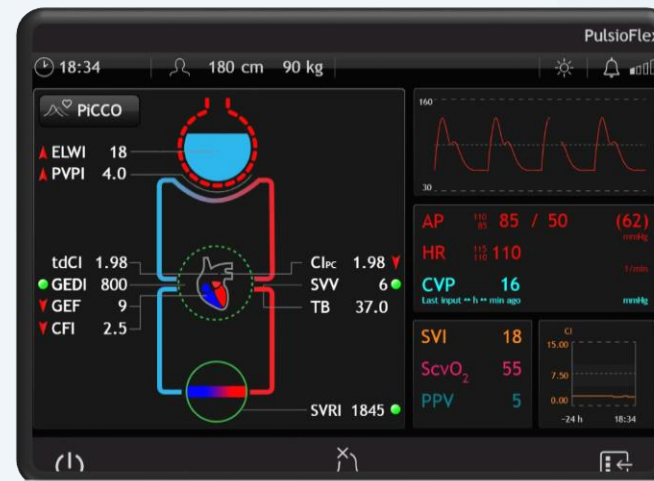 PulsioFlex
18:34 180 cm 90 kg
PiCCO
ELWI 18
PVPI 4.0
tdCI 1.98
GEDI 800
GEF 9
CFI 2.5
CIPC 1.98
SVV 6
TB 37.0
SVRI 1845
160
30
AP 110 85 85 / 50 (62)
mmHg
HR 115 110 110
1/min
CVP 16
Last input -- h -- min ago mmHg
SVI 18
ScvO2 55
PPV 5
CI
15.00
7.50
0.00
-24 h 18:34